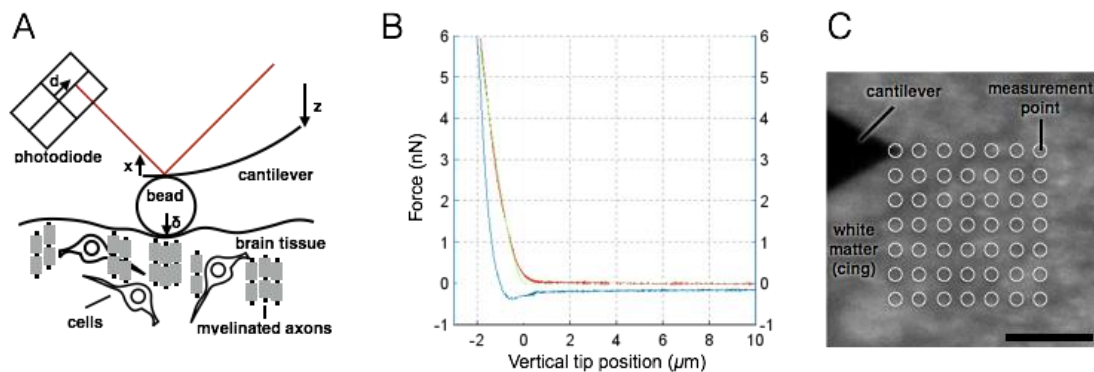 A
d
photodiode
x
z
cantilever
bead
δ
brain tissue
cells
myelinated axons
B
6 6
5 5
4 4
3 3
2 2
1 1
0 0
-1 -1
-2 0 2 4 6 8 10
Force (nN)
Vertical tip position (μm)
C
cantilever
measurement
point
white
matter
(cing)